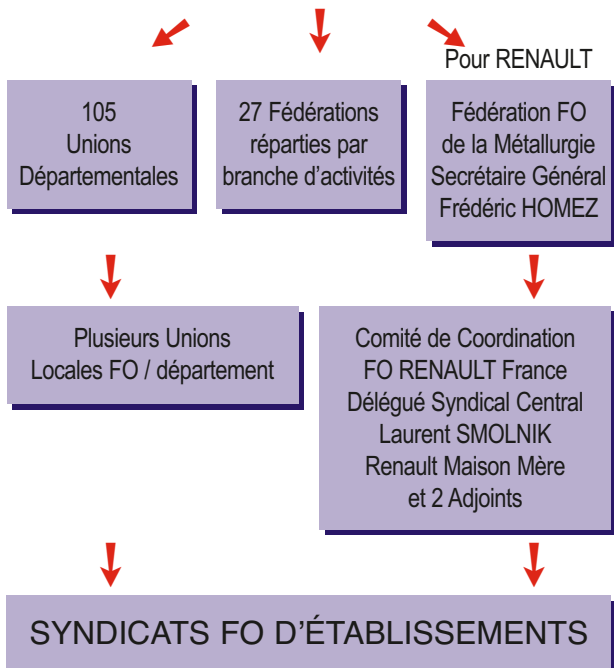 Pour RENAULT
105
Unions
Départementales
27 Fédérations
réparties par
branche d'activités
Fédération FO
de la Métallurgie
Secrétaire Général
Frédéric HOMEZ
Plusieurs Unions
Locales FO / département
Comité de Coordination
FO RENAULT France
Délégué Syndical Central
Laurent SMOLNIK
Renault Maison Mère
et 2 Adjoints
SYNDICATS FO D'ÉTABLISSEMENTS